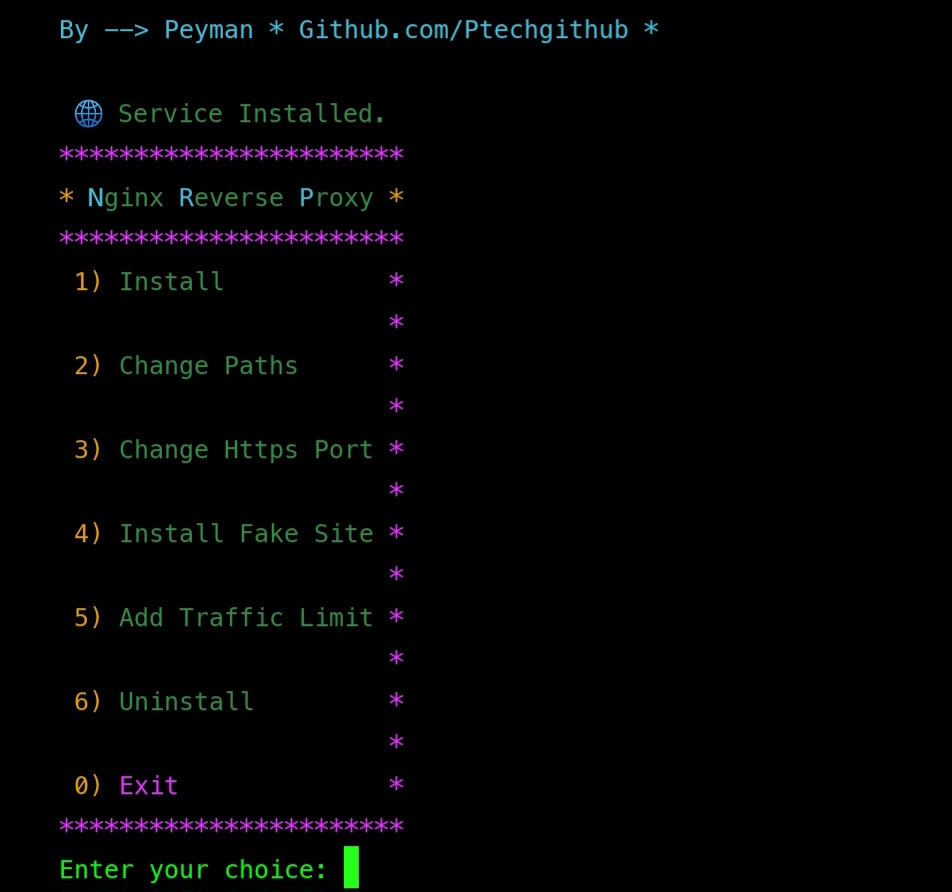 By --> Peyman * Github.com/Ptechgithub *
🌐 Service Installed.
***********************
* Nginx Reverse Proxy *
***********************
1) Install *
*
2) Change Paths *
*
3) Change Https Port *
*
4) Install Fake Site *
*
5) Add Traffic Limit *
*
6) Uninstall *
*
0) Exit *
***********************
Enter your choice: